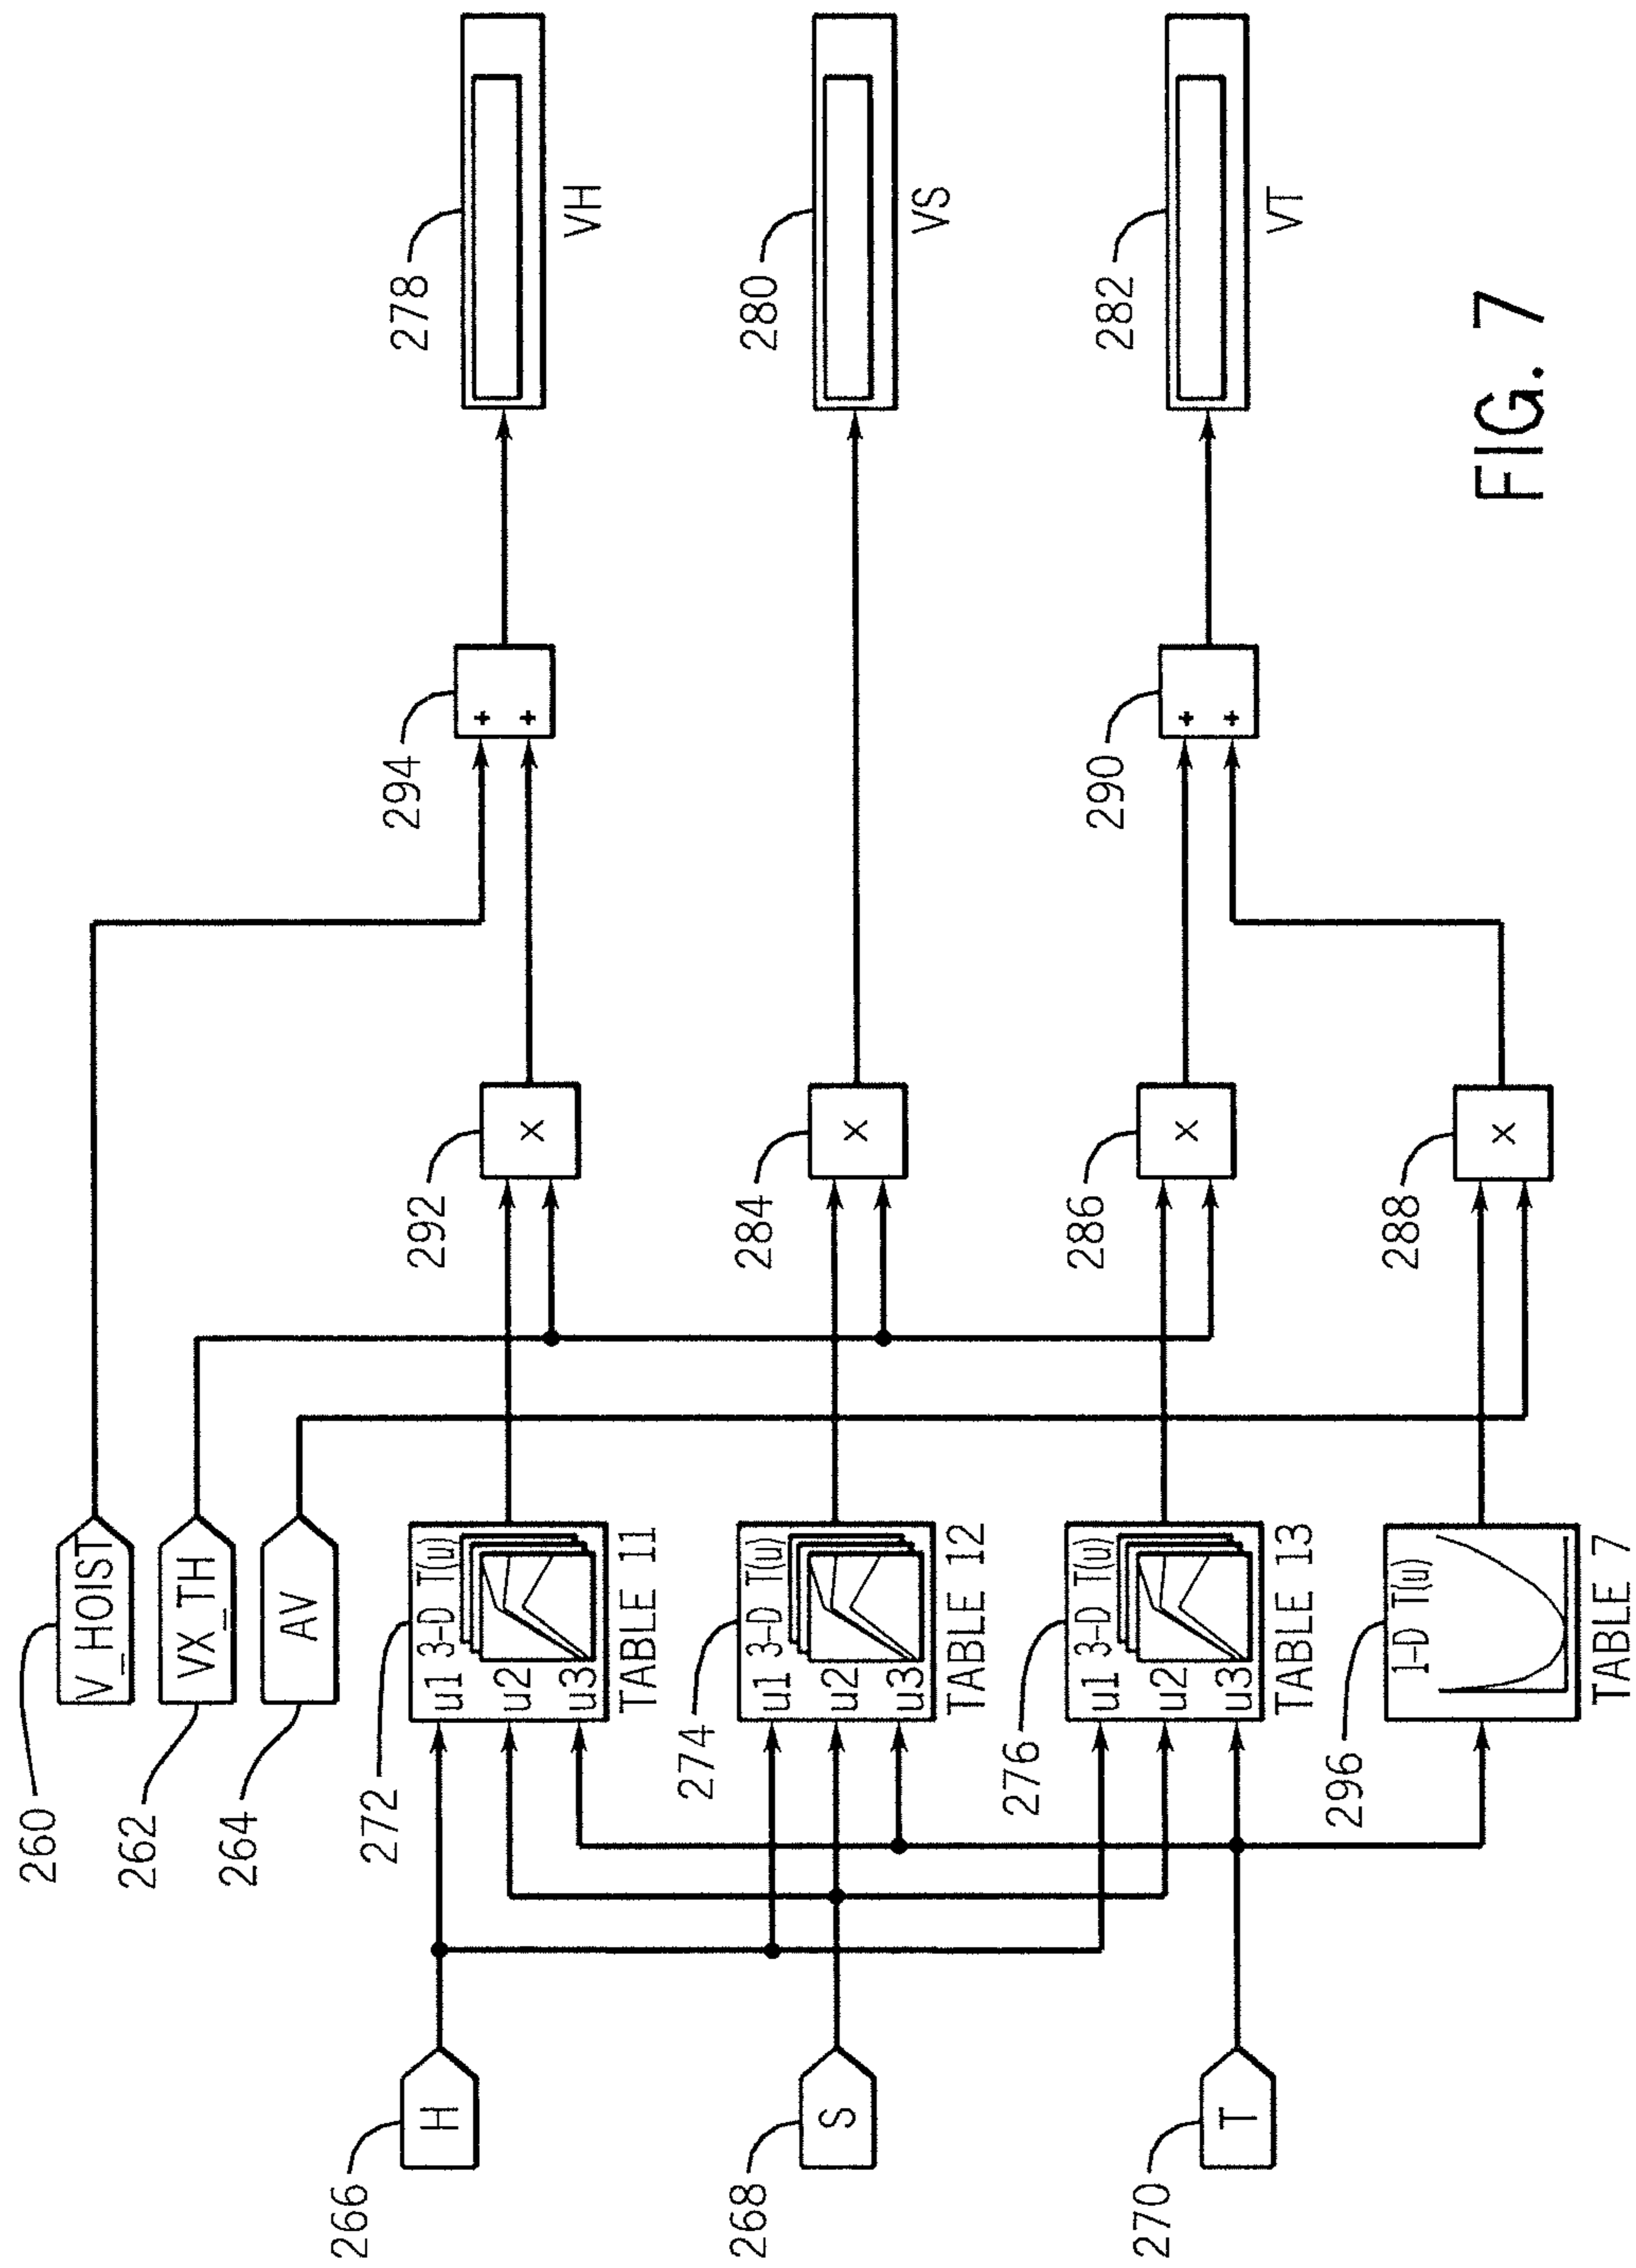 260
V_HOIST
262
VX_TH
264
AV
266
H
268
S
270
T
272
3-D T(u)
u1
u2
u3
TABLE 11
274
3-D T(u)
u1
u2
u3
TABLE 12
276
3-D T(u)
u1
u2
u3
TABLE 13
296
1-D T(u)
TABLE 7
292
x
284
x
286
x
288
x
294
+
+
290
+
+
278
VH
280
VS
282
VT
FIG. 7